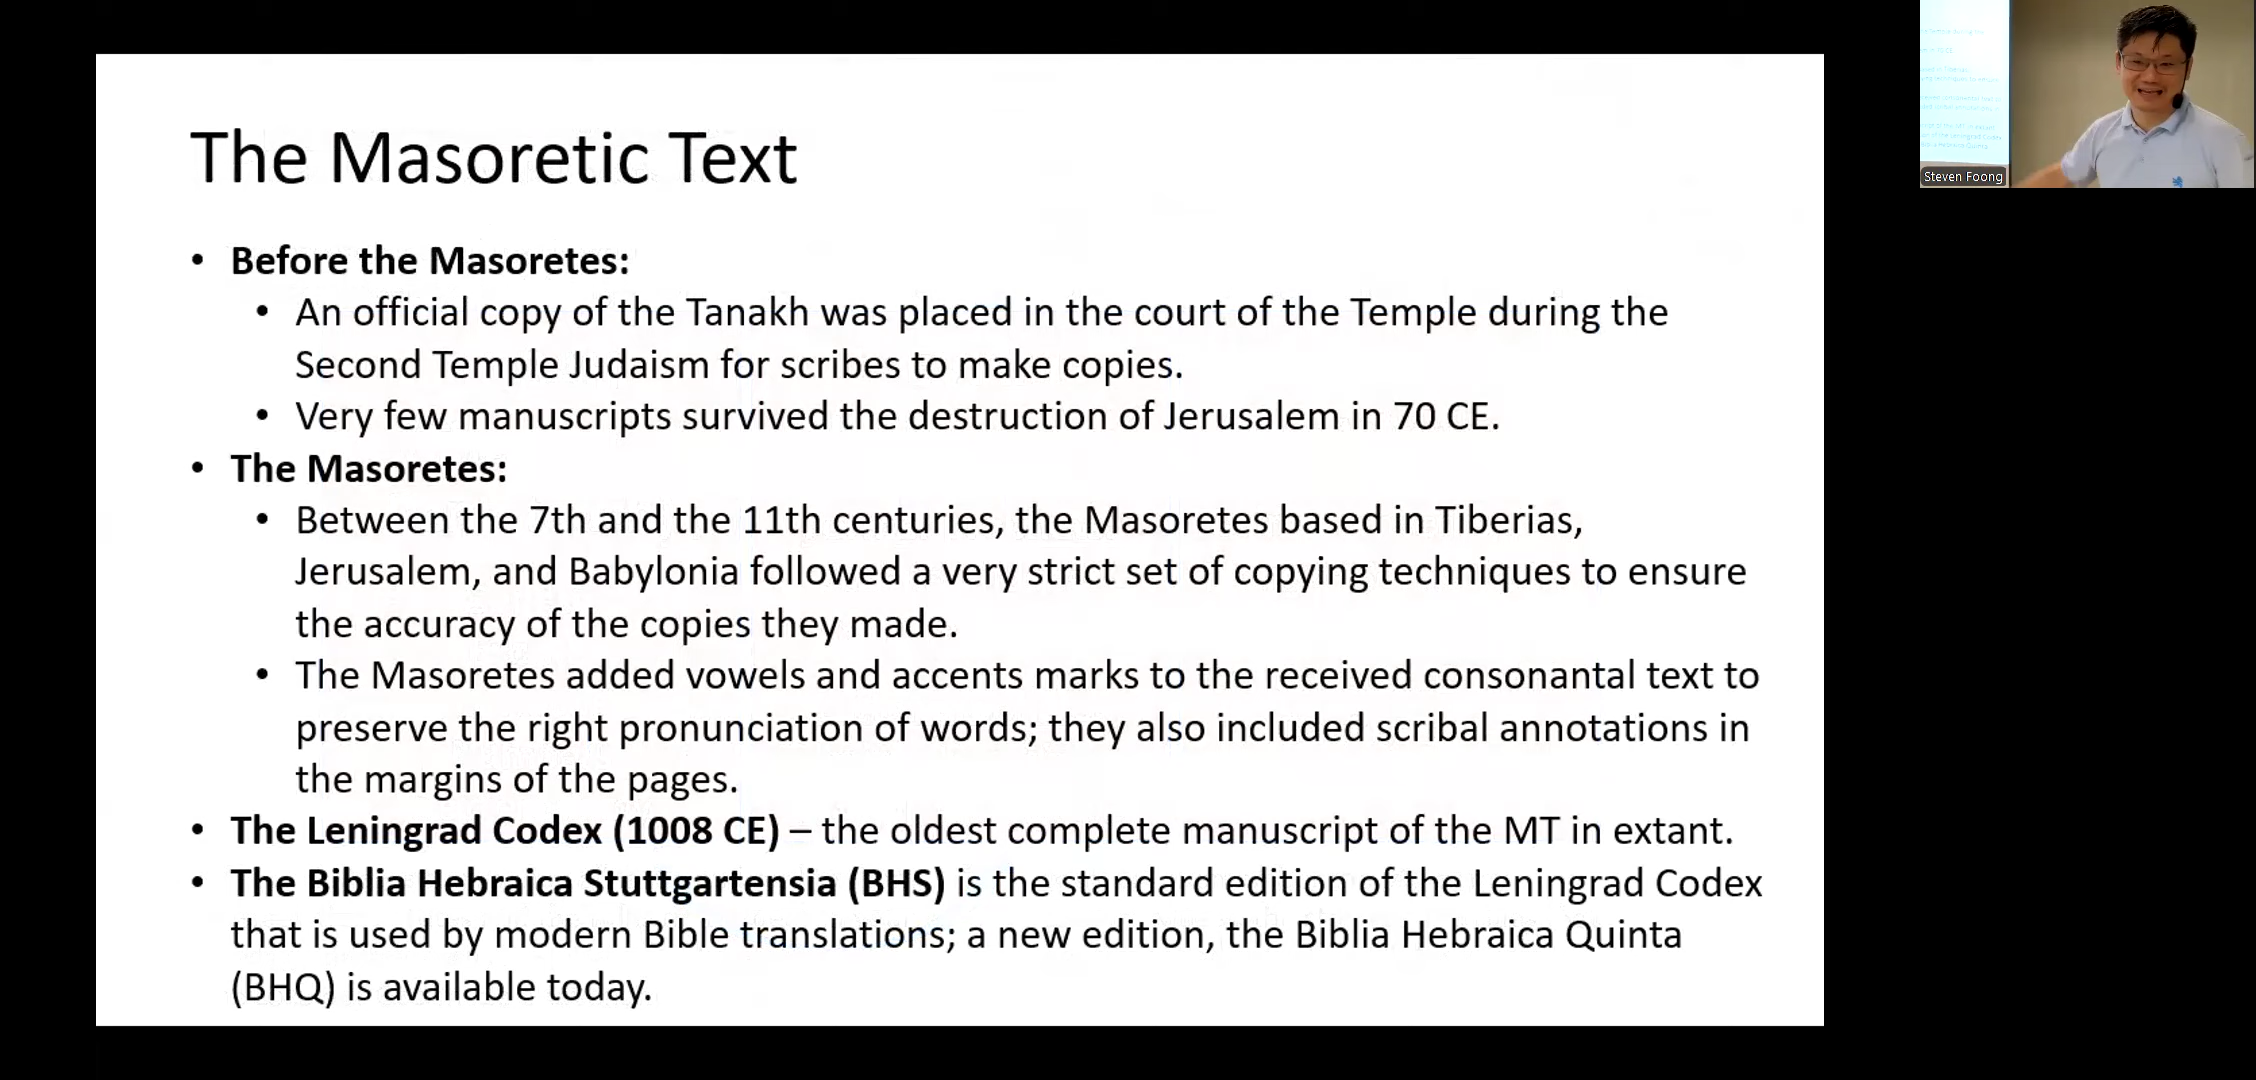 The Masoretic Text
• Before the Masoretes:
• An official copy of the Tanakh was placed in the court of the Temple during the
Second Temple Judaism for scribes to make copies.
• Very few manuscripts survived the destruction of Jerusalem in 70 CE.
• The Masoretes:
• Between the 7th and the 11th centuries, the Masoretes based in Tiberias,
Jerusalem, and Babylonia followed a very strict set of copying techniques to ensure
the accuracy of the copies they made.
• The Masoretes added vowels and accents marks to the received consonantal text to
preserve the right pronunciation of words; they also included scribal annotations in
the margins of the pages.
• The Leningrad Codex (1008 CE) – the oldest complete manuscript of the MT in extant.
• The Biblia Hebraica Stuttgartensia (BHS) is the standard edition of the Leningrad Codex
that is used by modern Bible translations; a new edition, the Biblia Hebraica Quinta
(BHQ) is available today.
Steven Foong